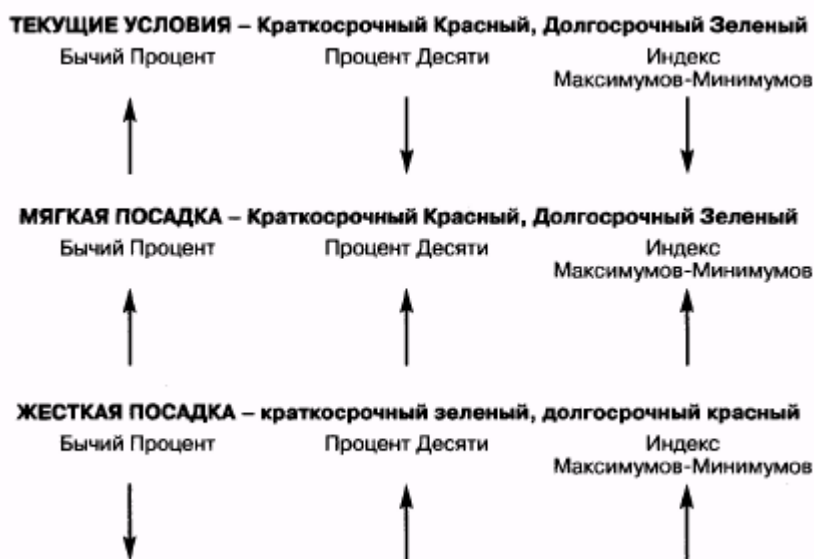 ТЕКУЩИЕ УСЛОВИЯ – Краткосрочный Красный, Долгосрочный Зеленый
Бычий Процент Процент Десяти Индекс
Максимумов-Минимумов
МЯГКАЯ ПОСАДКА – Краткосрочный Красный, Долгосрочный Зеленый
Бычий Процент Процент Десяти Индекс
Максимумов-Минимумов
ЖЕСТКАЯ ПОСАДКА – краткосрочный зеленый, долгосрочный красный
Бычий Процент Процент Десяти Индекс
Максимумов-Минимумов